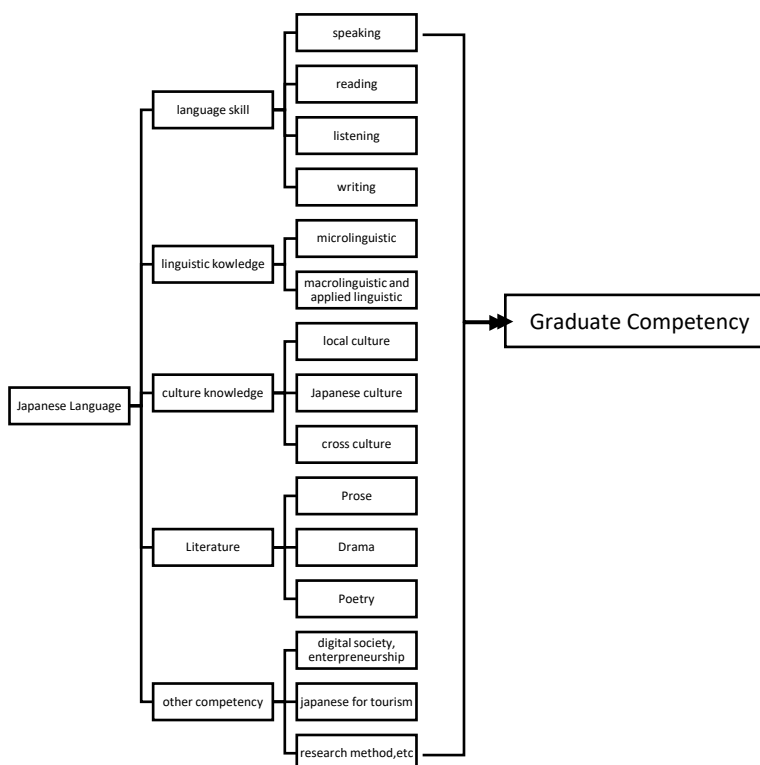 Japanese Language
language skill
speaking
reading
listening
writing
linguistic kowledge
microlinguistic
macrolinguistic and
applied linguistic
culture knowledge
local culture
Japanese culture
cross culture
Literature
Prose
Drama
Poetry
other competency
digital society,
enterpreneurship
japanese for tourism
research method,etc
Graduate Competency